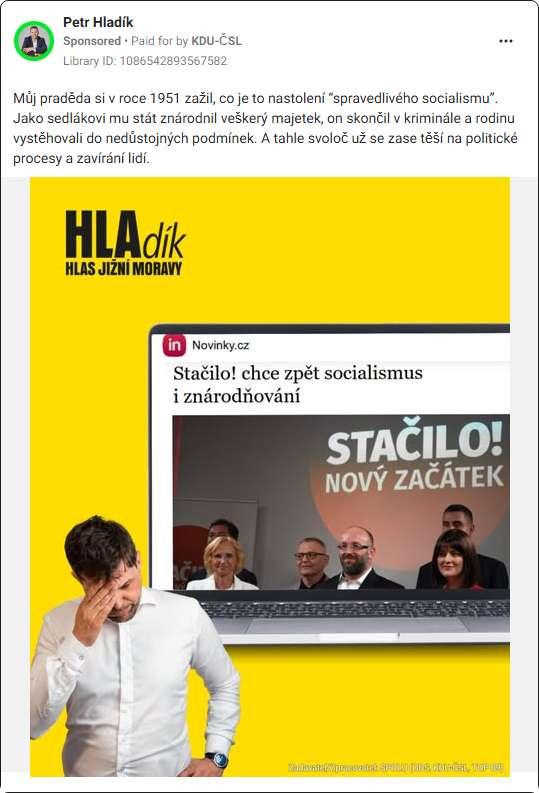 Petr Hladík
Sponsored • Paid for by KDU-ČSL
Library ID: 1086542893567582
Můj praděda si v roce 1951 zažil, co je to nastolení “spravedlivého socialismu”.
Jako sedlákovi mu stát znárodnil veškerý majetek, on skončil v kriminále a rodinu
vystěhovali do nedůstojných podmínek. A tahle svoloč už se zase těší na politické
procesy a zavírání lidí.
HLAdík
HLAS JIŽNÍ MORAVY
in Novinky.cz
Stačilo! chce zpět socialismus
i znárodňování
STAČILO!
NOVÝ ZAČÁTEK
Zadavatel/Zpracovatel: SPOLU (ODS, KDU-ČSL, TOP 09)